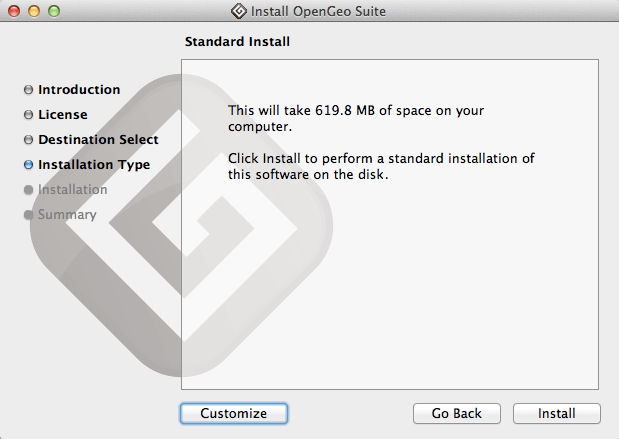 Install OpenGeo Suite
Standard Install
Introduction
License
Destination Select
Installation Type
Installation
Summary
This will take 619.8 MB of space on your
computer.
Click Install to perform a standard installation of
this software on the disk.
Customize
Go Back
Install